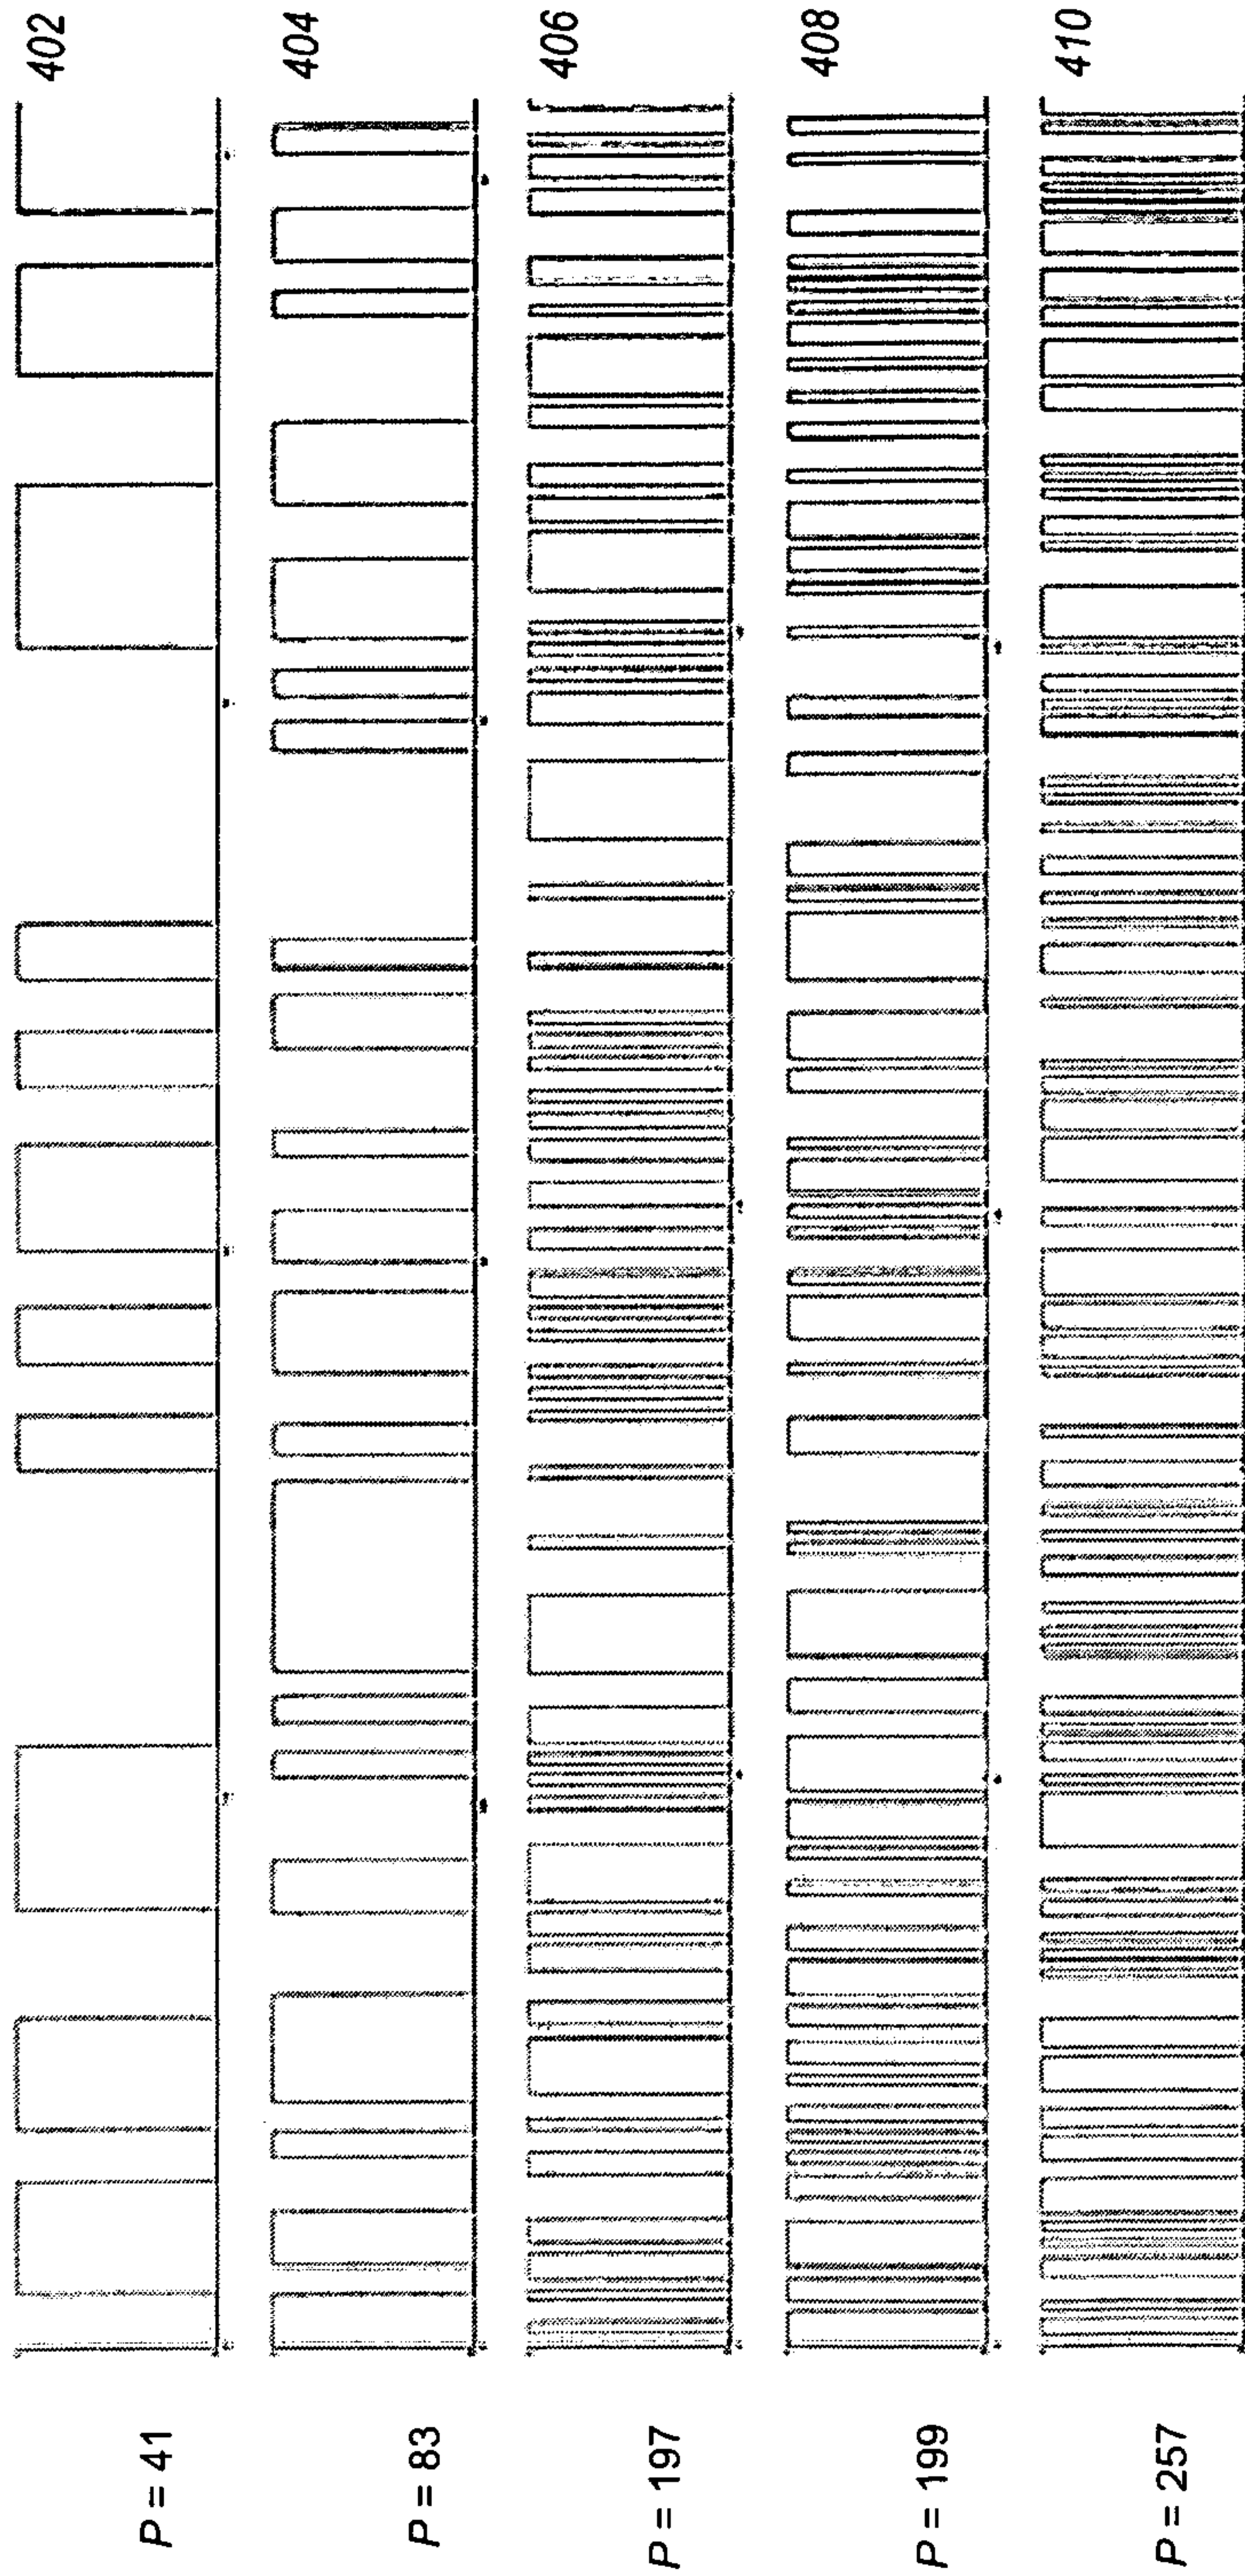 P = 41
402
P = 83
404
P = 197
406
P = 199
408
P = 257
410